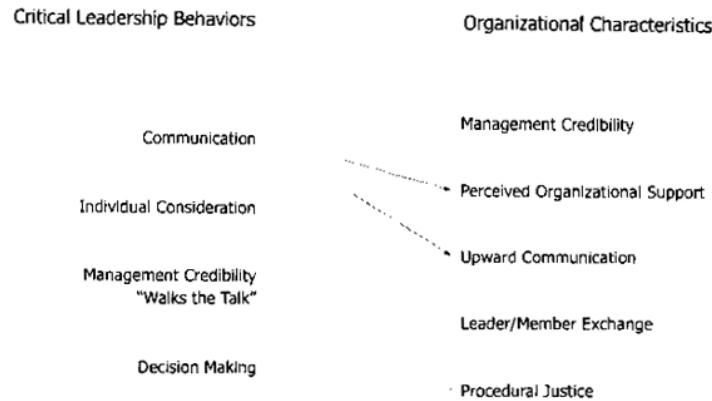 Critical Leadership Behaviors
Organizational Characteristics
Communication
Individual Consideration
Management Credibility
"Walks the Talk"
Decision Making
Management Credibility
Perceived Organizational Support
Upward Communication
Leader/Member Exchange
Procedural Justice